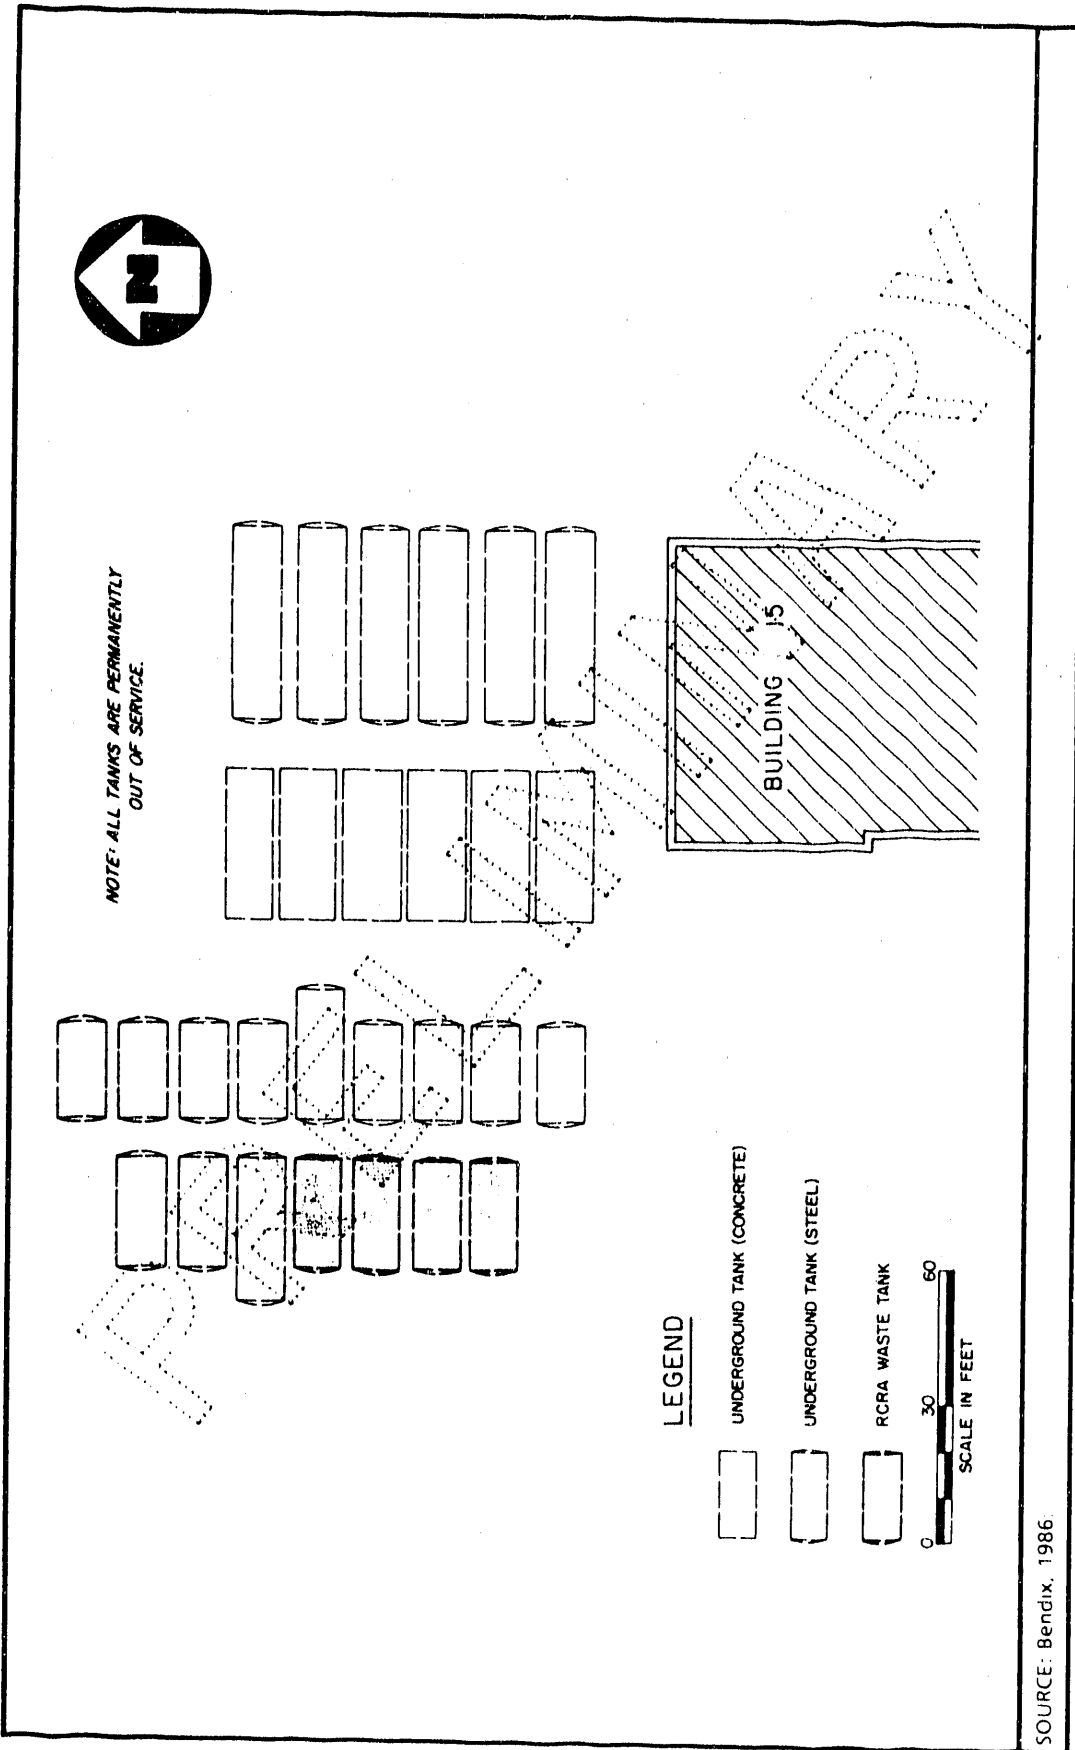 N
NOTE: ALL TANKS ARE PERMANENTLY
OUT OF SERVICE.
PRELIMINARY
BUILDING 15
LEGEND
UNDERGROUND TANK (CONCRETE)
UNDERGROUND TANK (STEEL)
RCRA WASTE TANK
0 30 60
SCALE IN FEET
SOURCE: Bendix, 1986.